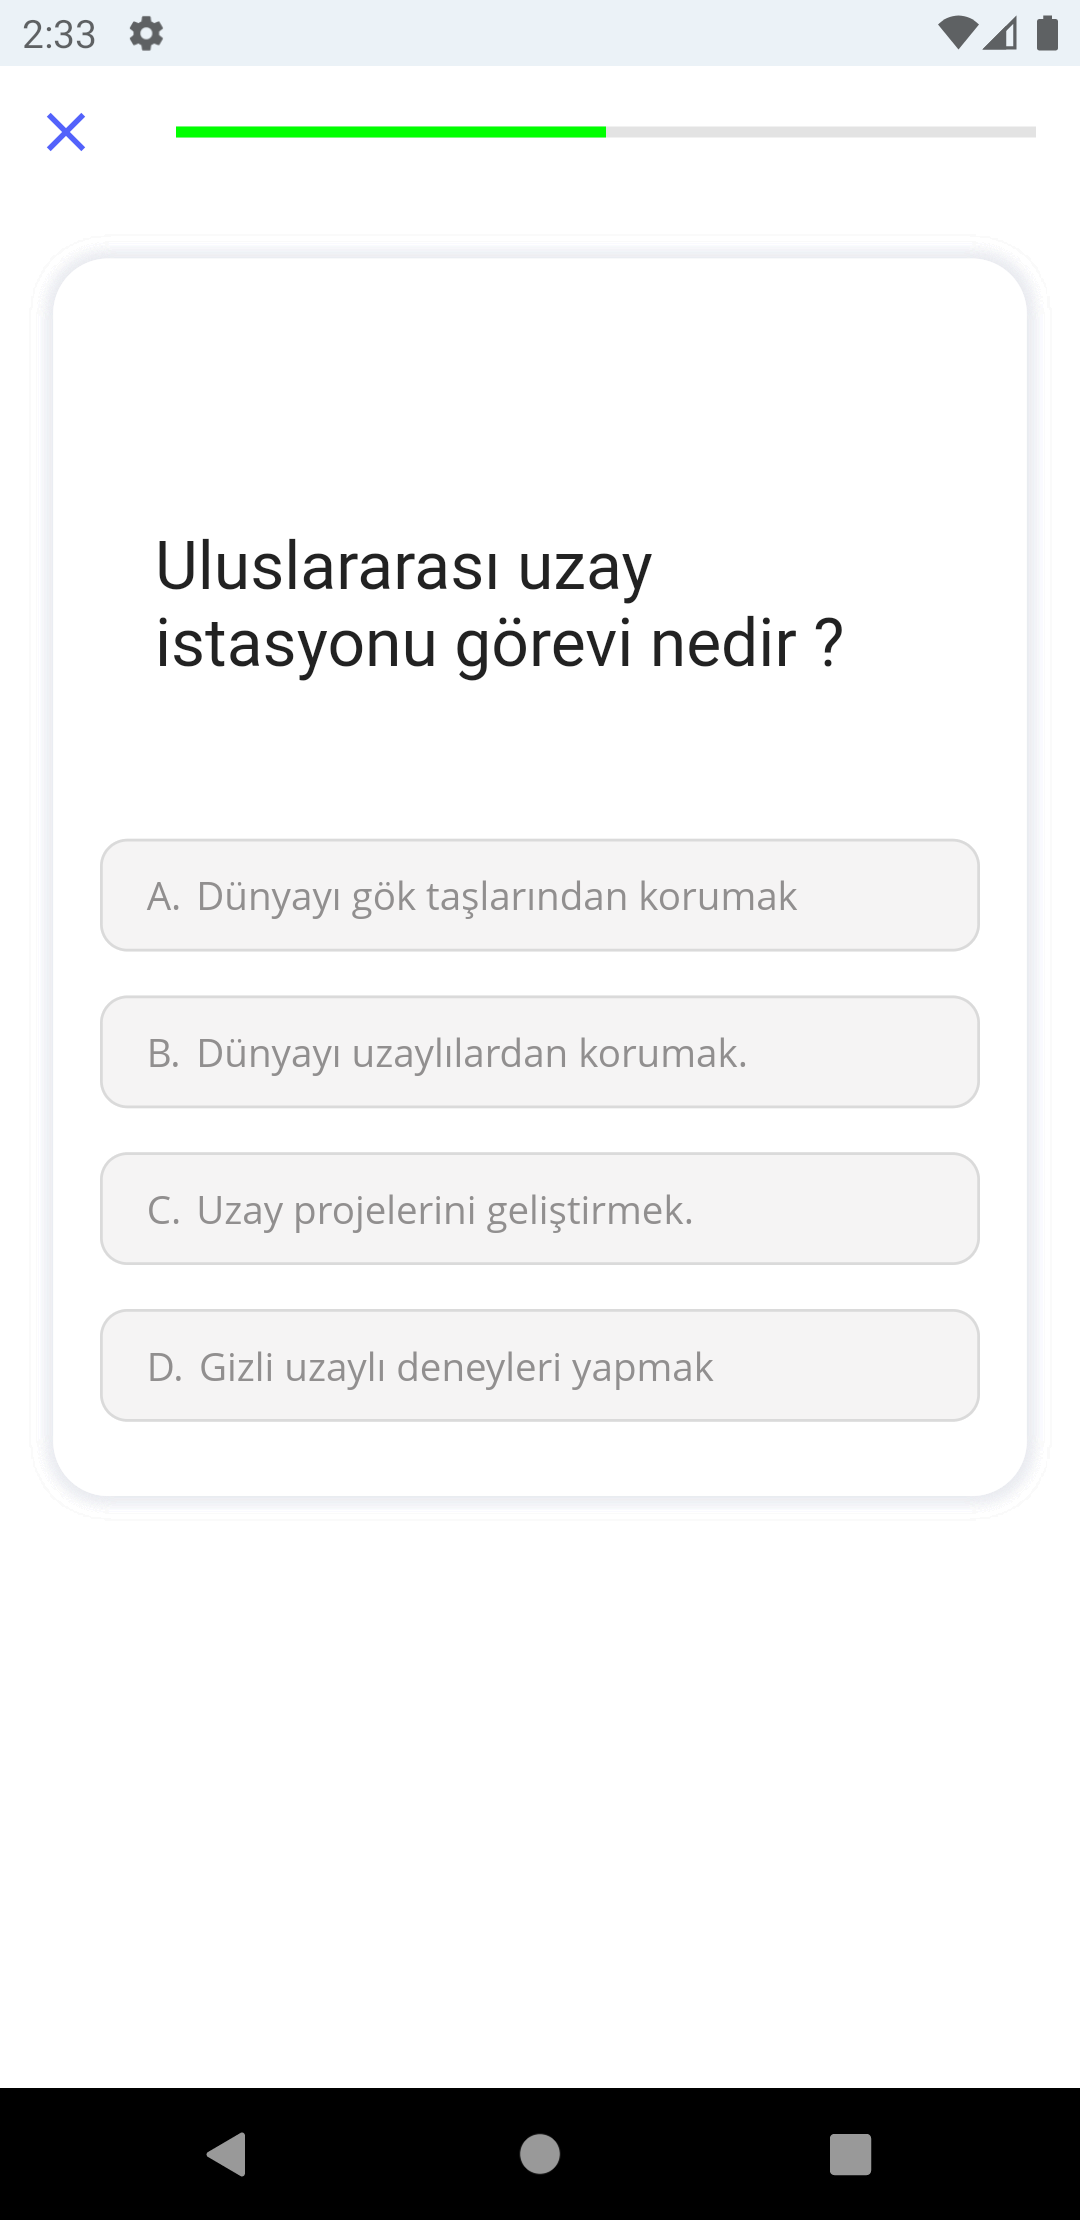 2:33
Uluslararası uzay
istasyonu görevi nedir ?
A. Dünyayı gök taşlarından korumak
B. Dünyayı uzaylılardan korumak.
C. Uzay projelerini geliştirmek.
D. Gizli uzaylı deneyleri yapmak